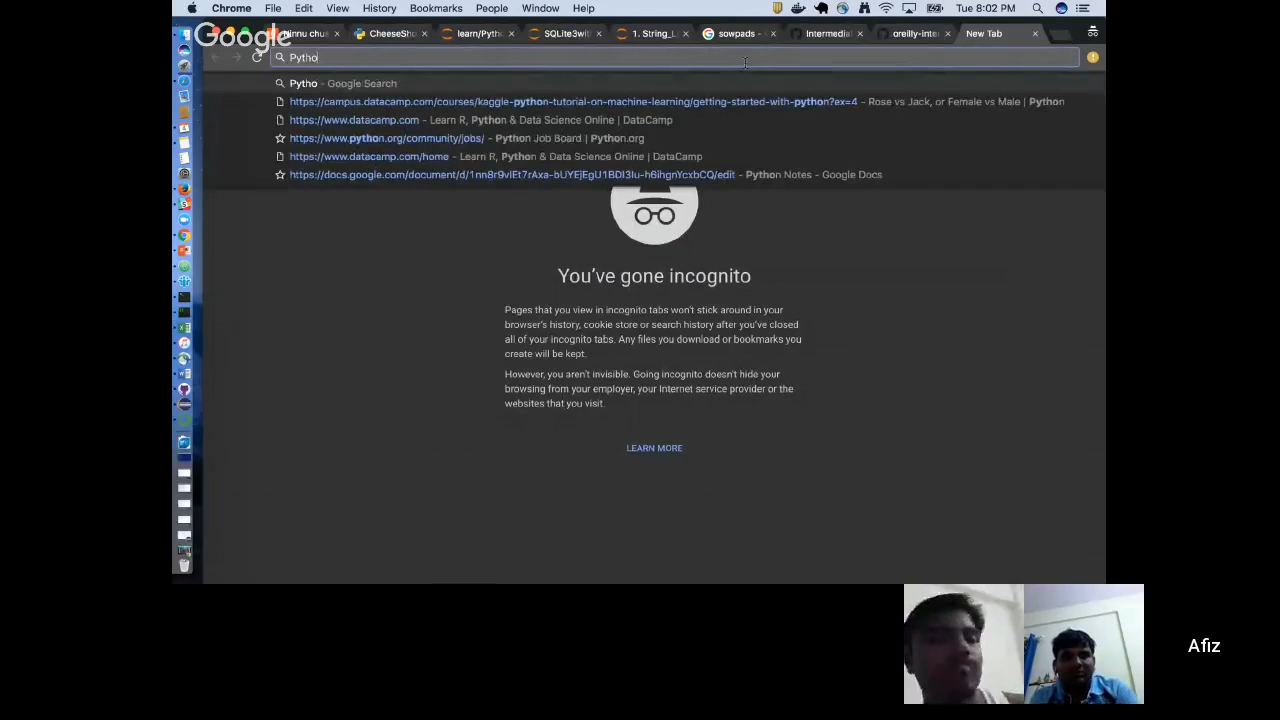 Chrome File Edit View History Bookmarks People Window Help Tue 8:02 PM
Google
Ninnu chus CheeseSho learn/Pyth SQLite3wit 1. String_L sowpads - Intermedia oreilly-inte New Tab
Pytho
Pytho - Google Search
https://campus.datacamp.com/courses/kaggle-python-tutorial-on-machine-learning/getting-started-with-python?ex=4 - Rose vs Jack, or Female vs Male | Python
https://www.datacamp.com - Learn R, Python & Data Science Online | DataCamp
https://www.python.org/community/jobs/ - Python Job Board | Python.org
https://www.datacamp.com/home - Learn R, Python & Data Science Online | DataCamp
- Python Notes - Google Docs
You've gone incognito
Pages that you view in incognito tabs won't stick around in your
browser's history, cookie store or search history after you've closed
all of your incognito tabs. Any files you download or bookmarks you
create will be kept.
However, you aren't invisible. Going incognito doesn't hide your
browsing from your employer, your internet service provider or the
websites that you visit.
LEARN MORE
Afiz